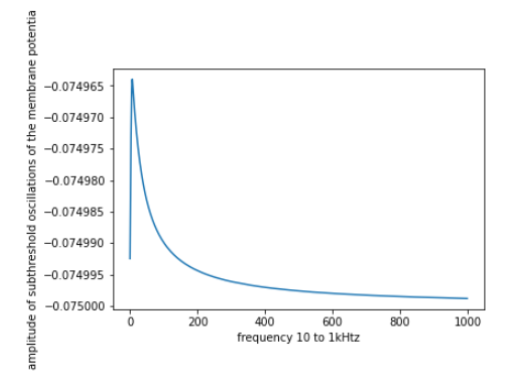 amplitude of subthreshold oscillations of the membrane potentia
−0.074965
−0.074970
−0.074975
−0.074980
−0.074985
−0.074990
−0.074995
−0.075000
0 200 400 600 800 1000
frequency 10 to 1kHtz